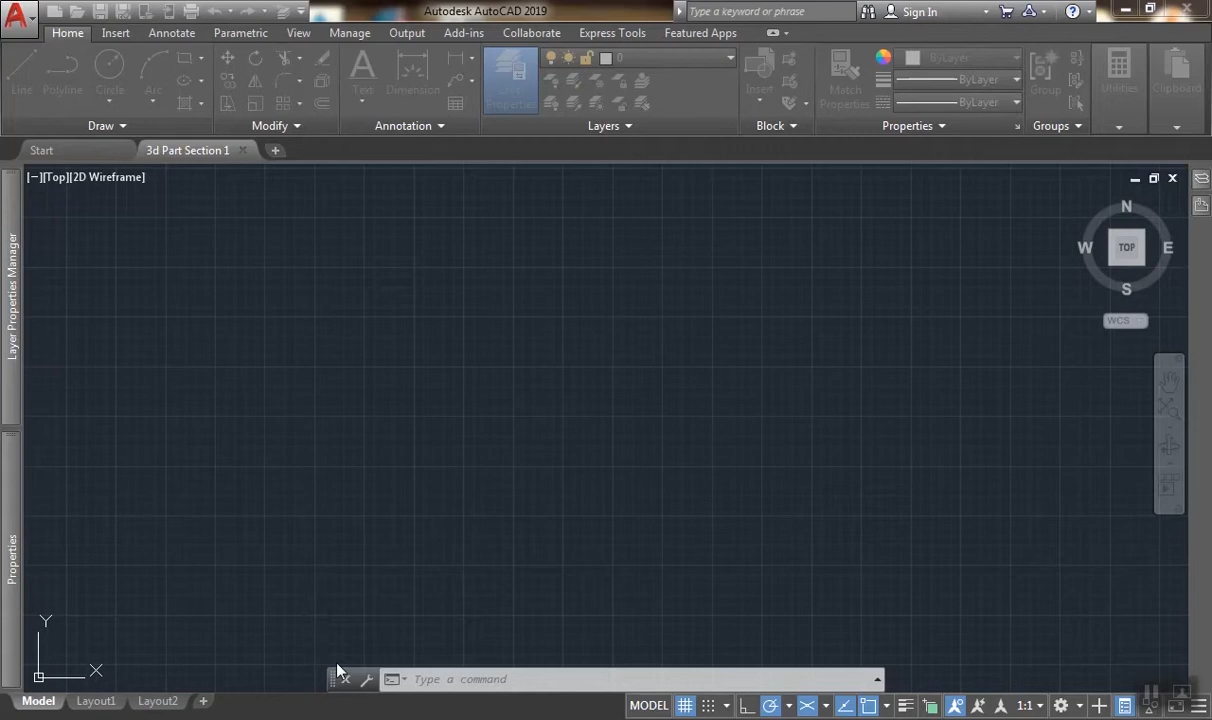 Autodesk AutoCAD 2019
Type a keyword or phrase
Sign In
Home
Insert
Annotate
Parametric
View
Manage
Output
Add-ins
Collaborate
Express Tools
Featured Apps
Line
Polyline
Circle
Arc
Text
Dimension
Layer
Properties
0
Insert
Match
Properties
ByLayer
ByLayer
ByLayer
Group
Utilities
Clipboard
Draw
Modify
Annotation
Layers
Block
Properties
Groups
Start
3d Part Section 1
[−][Top][2D Wireframe]
N
W
TOP
E
S
WCS
Layer Properties Manager
Properties
Y
X
Type a command
Model
Layout1
Layout2
MODEL
1:1